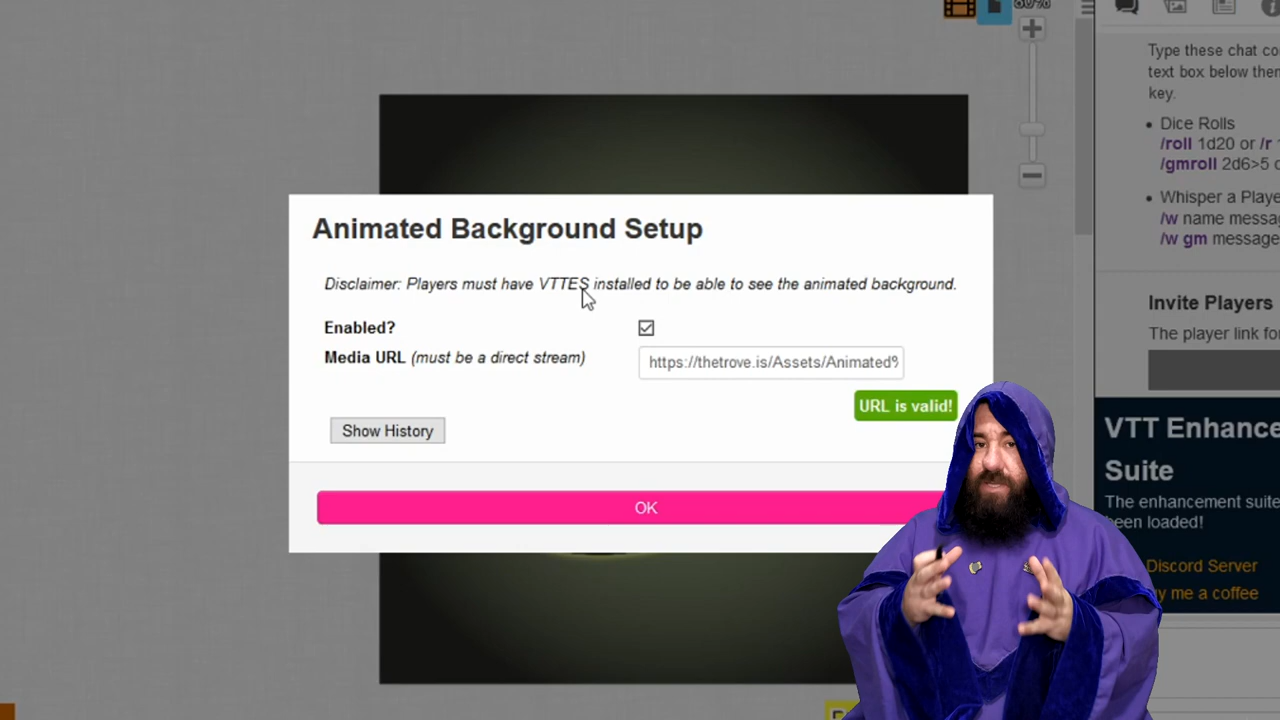 80%
Type these chat co
text box below then
key.
Dice Rolls
/roll 1d20 or /r
/gmroll 2d6>5
Whisper a Playe
/w name messag
/w gm message
Animated Background Setup
Disclaimer: Players must have VTTES installed to be able to see the animated background.
Enabled?
Media URL (must be a direct stream)
https://thetrove.is/Assets/Animated%
URL is valid!
Show History
OK
Invite Players
The player link for
VTT Enhance
Suite
The enhancement suite
been loaded!
Discord Server
y me a coffee